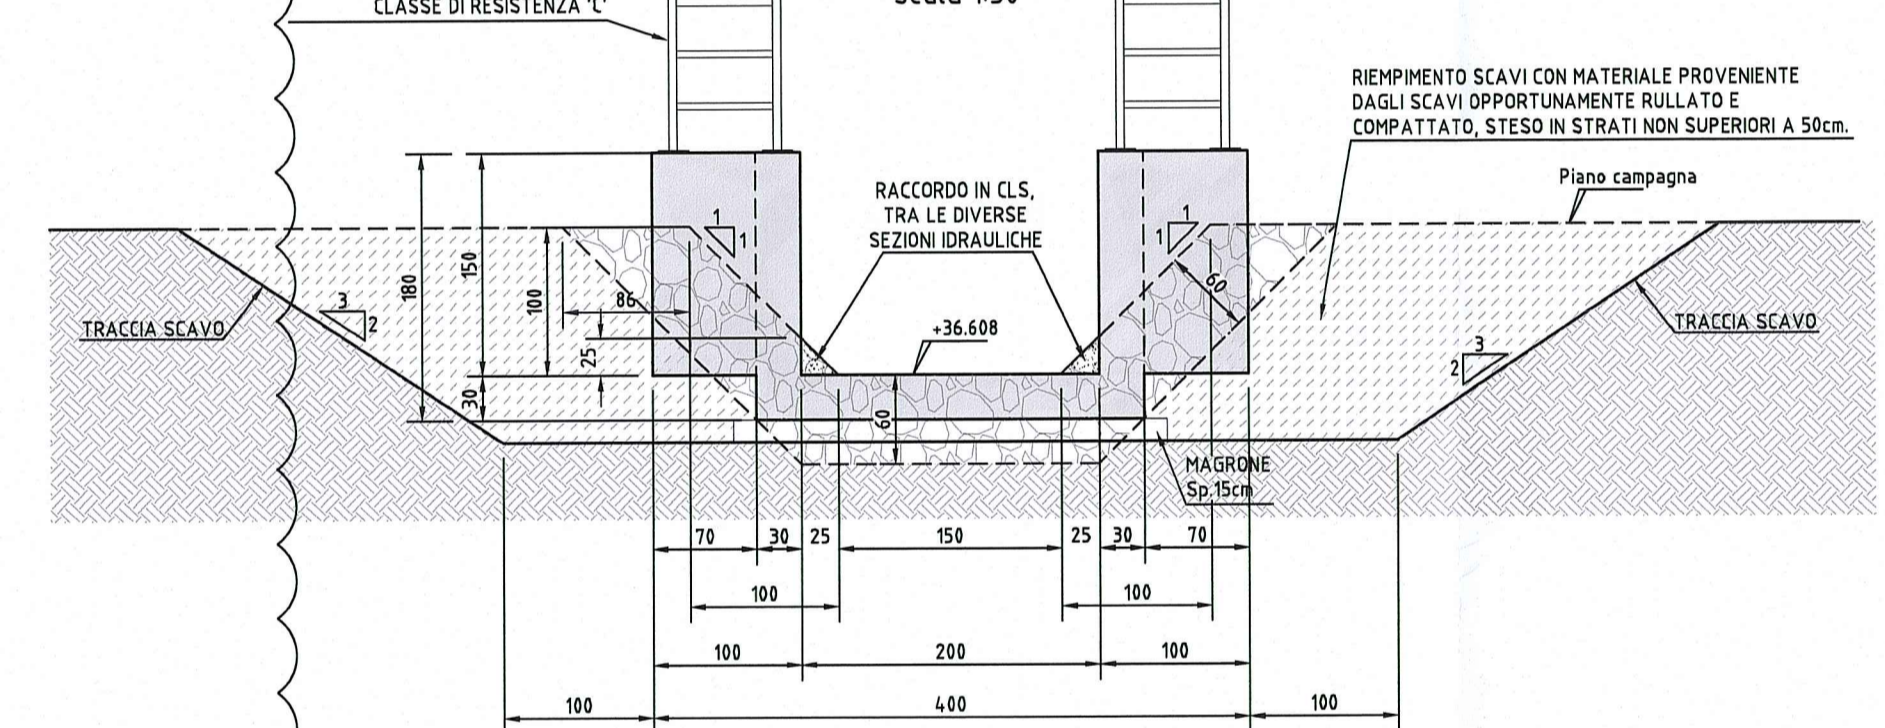 CLASSE DI RESISTENZA 'C'
Scala 1:50
RIEMPIMENTO SCAVI CON MATERIALE PROVENIENTE
DAGLI SCAVI OPPORTUNAMENTE RULLATO E
COMPATTATO, STESO IN STRATI NON SUPERIORI A 50cm.
Piano campagna
RACCORDO IN CLS,
TRA LE DIVERSE
SEZIONI IDRAULICHE
1
1
1
1
180
150
100
86
25
30
60
+36.608
60
3
2
TRACCIA SCAVO
3
2
TRACCIA SCAVO
MAGRONE
Sp.15cm
70 30 25 150 25 30 70
100 100
100 200 100
100 400 100